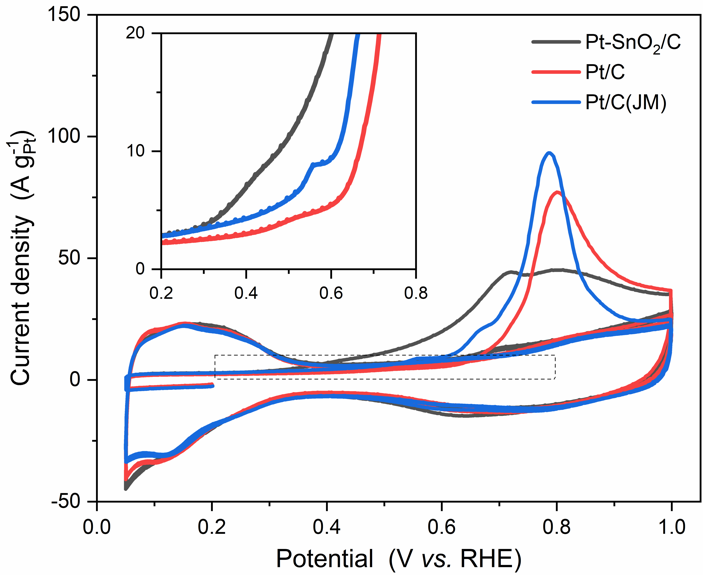 150
100
50
0
-50
Current density (A g⁻¹Pt)
20
10
0
0.2 0.4 0.6 0.8
Pt-SnO₂/C
Pt/C
Pt/C(JM)
0.0 0.2 0.4 0.6 0.8 1.0
Potential (V vs. RHE)